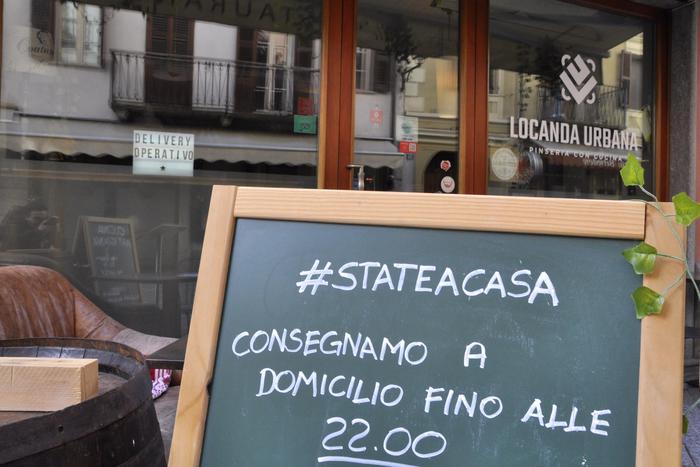 DELIVERY
OPERATIVO
LOCANDA URBANA
PINSERIA CON CUCINA
#STATEACASA
CONSEGNAMO A
DOMICILIO FINO ALLE
22.00